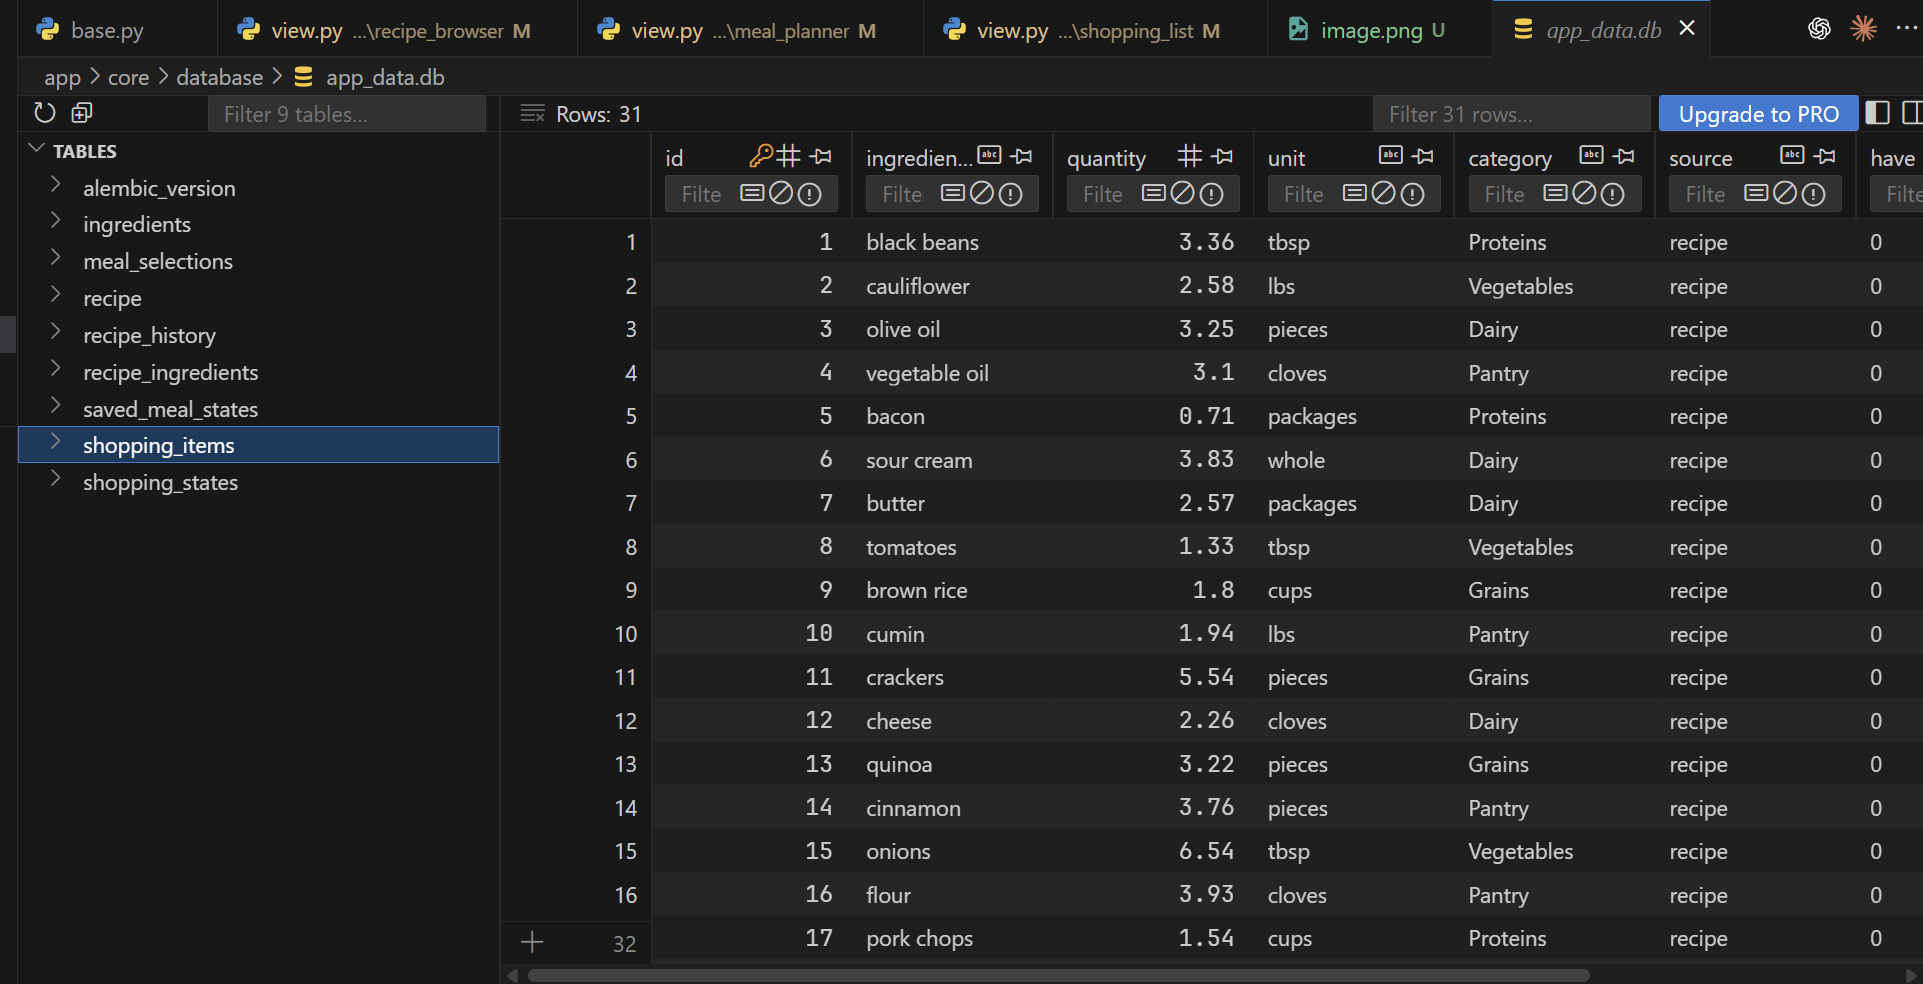 base.py view.py ...\recipe_browser M view.py ...\meal_planner M view.py ...\shopping_list M image.png U app_data.db
app > core > database > app_data.db
Filter 9 tables... Rows: 31 Filter 31 rows... Upgrade to PRO
TABLES
alembic_version
ingredients
meal_selections
recipe
recipe_history
recipe_ingredients
saved_meal_states
shopping_items
shopping_states
id ingredien... abc quantity unit abc category abc source abc have
Filte Filte Filte Filte Filte Filte Filte
1 1 black beans 3.36 tbsp Proteins recipe 0
2 2 cauliflower 2.58 lbs Vegetables recipe 0
3 3 olive oil 3.25 pieces Dairy recipe 0
4 4 vegetable oil 3.1 cloves Pantry recipe 0
5 5 bacon 0.71 packages Proteins recipe 0
6 6 sour cream 3.83 whole Dairy recipe 0
7 7 butter 2.57 packages Dairy recipe 0
8 8 tomatoes 1.33 tbsp Vegetables recipe 0
9 9 brown rice 1.8 cups Grains recipe 0
10 10 cumin 1.94 lbs Pantry recipe 0
11 11 crackers 5.54 pieces Grains recipe 0
12 12 cheese 2.26 cloves Dairy recipe 0
13 13 quinoa 3.22 pieces Grains recipe 0
14 14 cinnamon 3.76 pieces Pantry recipe 0
15 15 onions 6.54 tbsp Vegetables recipe 0
16 16 flour 3.93 cloves Pantry recipe 0
32 17 pork chops 1.54 cups Proteins recipe 0